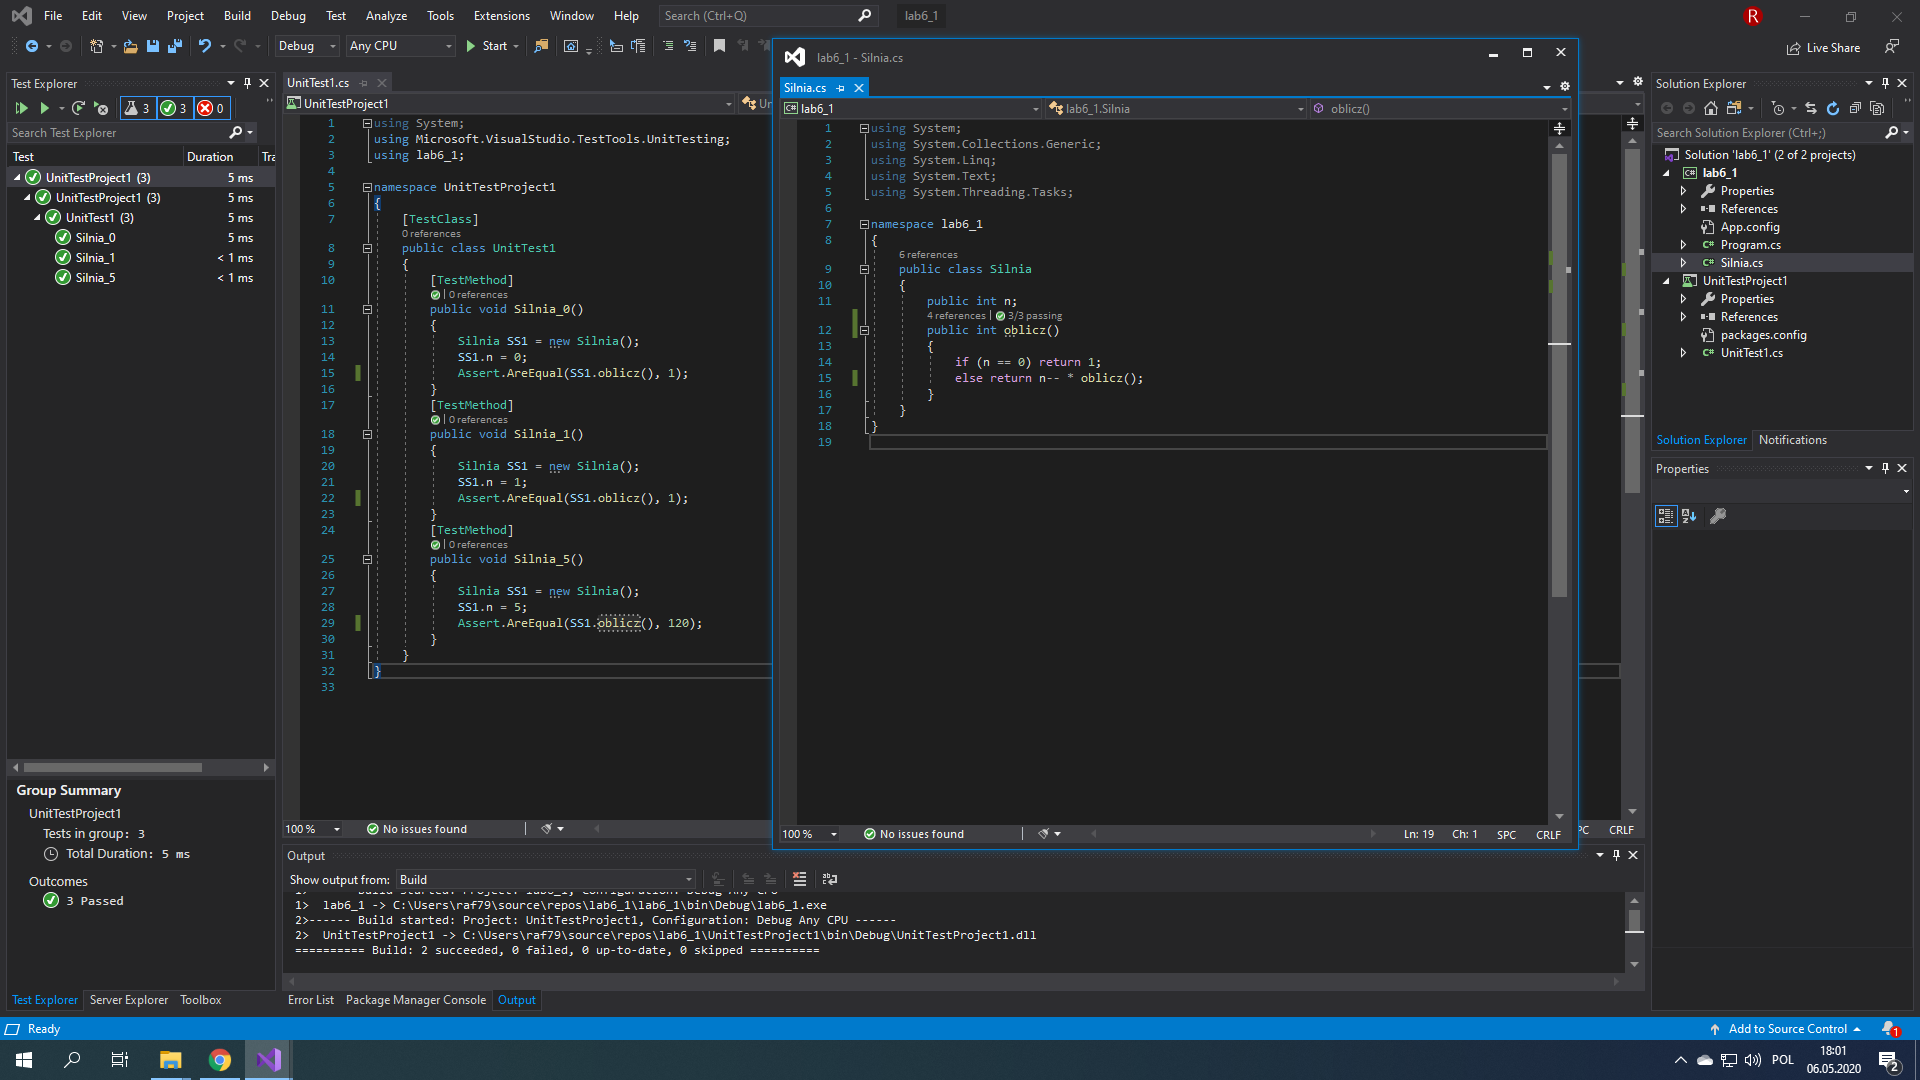 File Edit View Project Build Debug Test Analyze Tools Extensions Window Help Search (Ctrl+Q) lab6_1 R
Debug Any CPU Start Live Share
Test Explorer
3 3 0
Search Test Explorer
Test Duration Tra
UnitTestProject1 (3) 5 ms
UnitTestProject1 (3) 5 ms
UnitTest1 (3) 5 ms
Silnia_0 5 ms
Silnia_1 < 1 ms
Silnia_5 < 1 ms
Group Summary
UnitTestProject1
Tests in group: 3
Total Duration: 5 ms
Outcomes
3 Passed
Test Explorer Server Explorer Toolbox
UnitTest1.cs
UnitTestProject1 Un
1 using System;
2 using Microsoft.VisualStudio.TestTools.UnitTesting;
3 using lab6_1;
4
5 namespace UnitTestProject1
6 {
7 [TestClass]
0 references
8 public class UnitTest1
9 {
10 [TestMethod]
| 0 references
11 public void Silnia_0()
12 {
13 Silnia SS1 = new Silnia();
14 SS1.n = 0;
15 Assert.AreEqual(SS1.oblicz(), 1);
16 }
17 [TestMethod]
| 0 references
18 public void Silnia_1()
19 {
20 Silnia SS1 = new Silnia();
21 SS1.n = 1;
22 Assert.AreEqual(SS1.oblicz(), 1);
23 }
24 [TestMethod]
| 0 references
25 public void Silnia_5()
26 {
27 Silnia SS1 = new Silnia();
28 SS1.n = 5;
29 Assert.AreEqual(SS1.oblicz(), 120);
30 }
31 }
32 }
33
100 % No issues found
lab6_1 - Silnia.cs
Silnia.cs
C# lab6_1 lab6_1.Silnia oblicz()
1 using System;
2 using System.Collections.Generic;
3 using System.Linq;
4 using System.Text;
5 using System.Threading.Tasks;
6
7 namespace lab6_1
8 {
6 references
9 public class Silnia
10 {
11 public int n;
4 references | 3/3 passing
12 public int oblicz()
13 {
14 if (n == 0) return 1;
15 else return n-- * oblicz();
16 }
17 }
18 }
19
100 % No issues found Ln: 19 Ch: 1 SPC CRLF
PC CRLF
Output
Show output from: Build
1> lab6_1 -> C:\Users\raf79\source\repos\lab6_1\lab6_1\bin\Debug\lab6_1.exe
2>------ Build started: Project: UnitTestProject1, Configuration: Debug Any CPU ------
2> UnitTestProject1 -> C:\Users\raf79\source\repos\lab6_1\UnitTestProject1\bin\Debug\UnitTestProject1.dll
========== Build: 2 succeeded, 0 failed, 0 up-to-date, 0 skipped ==========
Error List Package Manager Console Output
Solution Explorer
Search Solution Explorer (Ctrl+;)
Solution 'lab6_1' (2 of 2 projects)
C# lab6_1
Properties
References
App.config
C# Program.cs
C# Silnia.cs
UnitTestProject1
Properties
References
packages.config
C# UnitTest1.cs
Solution Explorer Notifications
Properties
Ready Add to Source Control 1
POL 18:01
06.05.2020 2